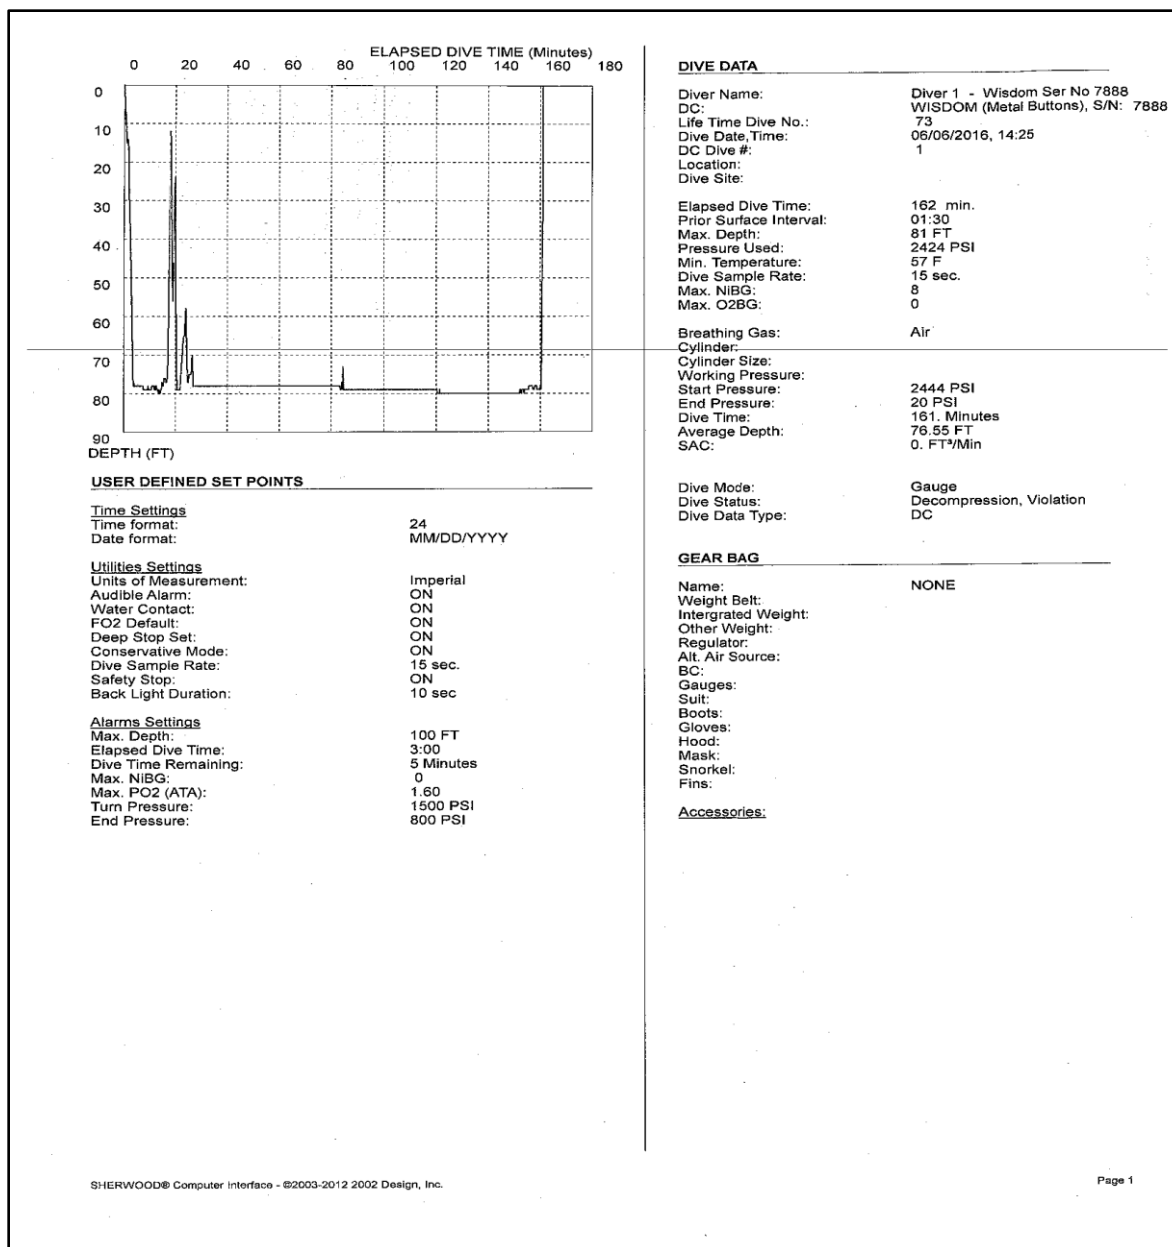 ELAPSED DIVE TIME (Minutes)
0 20 40 60 80 100 120 140 160 180
0
10
20
30
40
50
60
70
80
90
DEPTH (FT)
USER DEFINED SET POINTS
Time Settings
Time format: 24
Date format: MM/DD/YYYY
Utilities Settings
Units of Measurement: Imperial
Audible Alarm: ON
Water Contact: ON
FO2 Default: ON
Deep Stop Set: ON
Conservative Mode: ON
Dive Sample Rate: 15 sec.
Safety Stop: ON
Back Light Duration: 10 sec
Alarms Settings
Max. Depth: 100 FT
Elapsed Dive Time: 3:00
Dive Time Remaining: 5 Minutes
Max. NiBG: 0
Max. PO2 (ATA): 1.60
Turn Pressure: 1500 PSI
End Pressure: 800 PSI
DIVE DATA
Diver Name: Diver 1 - Wisdom Ser No 7888
DC: WISDOM (Metal Buttons), S/N: 7888
Life Time Dive No.: 73
Dive Date,Time: 06/06/2016, 14:25
DC Dive #: 1
Location:
Dive Site:
Elapsed Dive Time: 162 min.
Prior Surface Interval: 01:30
Max. Depth: 81 FT
Pressure Used: 2424 PSI
Min. Temperature: 57 F
Dive Sample Rate: 15 sec.
Max. NiBG: 8
Max. O2BG: 0
Breathing Gas: Air
Cylinder:
Cylinder Size:
Working Pressure:
Start Pressure: 2444 PSI
End Pressure: 20 PSI
Dive Time: 161. Minutes
Average Depth: 76.55 FT
SAC: 0. FT³/Min
Dive Mode: Gauge
Dive Status: Decompression, Violation
Dive Data Type: DC
GEAR BAG
Name: NONE
Weight Belt:
Intergrated Weight:
Other Weight:
Regulator:
Alt. Air Source:
BC:
Gauges:
Suit:
Boots:
Gloves:
Hood:
Mask:
Snorkel:
Fins:
Accessories:
SHERWOOD® Computer Interface - ©2003-2012 2002 Design, Inc.
Page 1